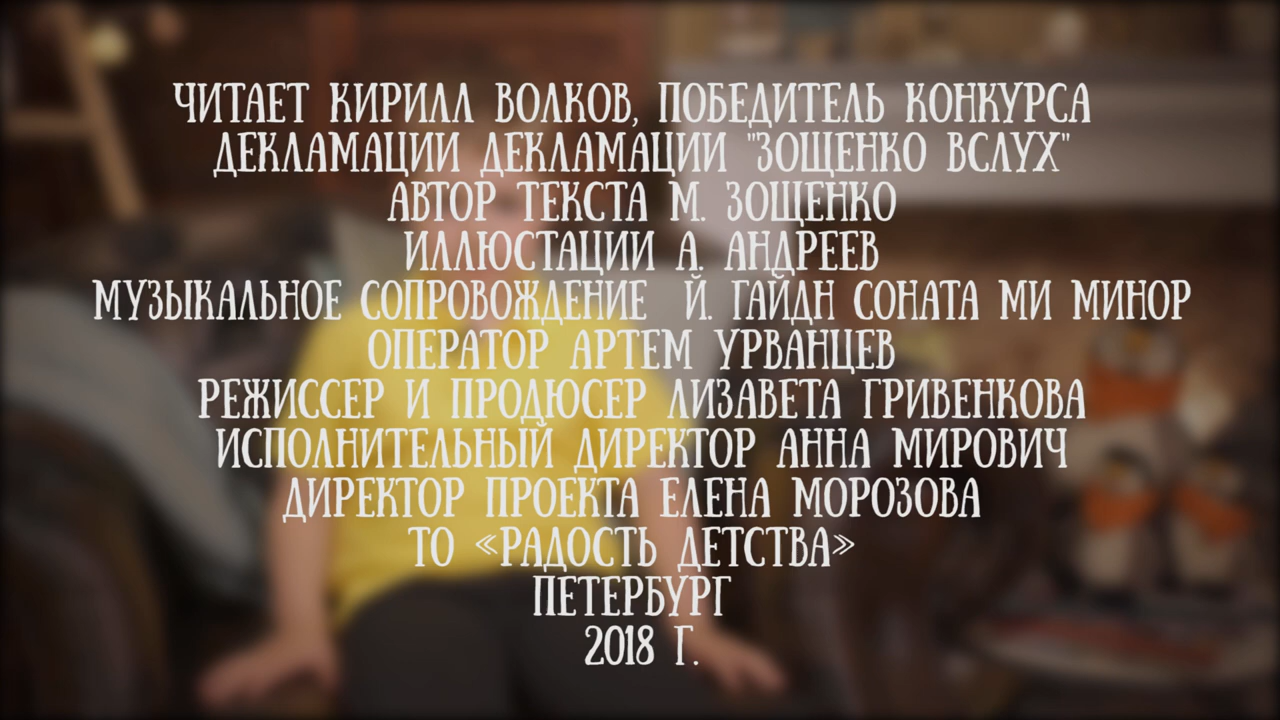 ЧИТАЕТ КИРИЛЛ ВОЛКОВ, ПОБЕДИТЕЛЬ КОНКУРСА
ДЕКЛАМАЦИИ ДЕКЛАМАЦИИ "ЗОЩЕНКО ВСЛУХ"
АВТОР ТЕКСТА М. ЗОЩЕНКО
ИЛЛЮСТАЦИИ А. АНДРЕЕВ
МУЗЫКАЛЬНОЕ СОПРОВОЖДЕНИЕ Й. ГАЙДН СОНАТА МИ МИНОР
ОПЕРАТОР АРТЕМ УРВАНЦЕВ
РЕЖИССЕР И ПРОДЮСЕР ЛИЗАВЕТА ГРИВЕНКОВА
ИСПОЛНИТЕЛЬНЫЙ ДИРЕКТОР АННА МИРОВИЧ
ДИРЕКТОР ПРОЕКТА ЕЛЕНА МОРОЗОВА
ТО «РАДОСТЬ ДЕТСТВА»
ПЕТЕРБУРГ
2018 Г.